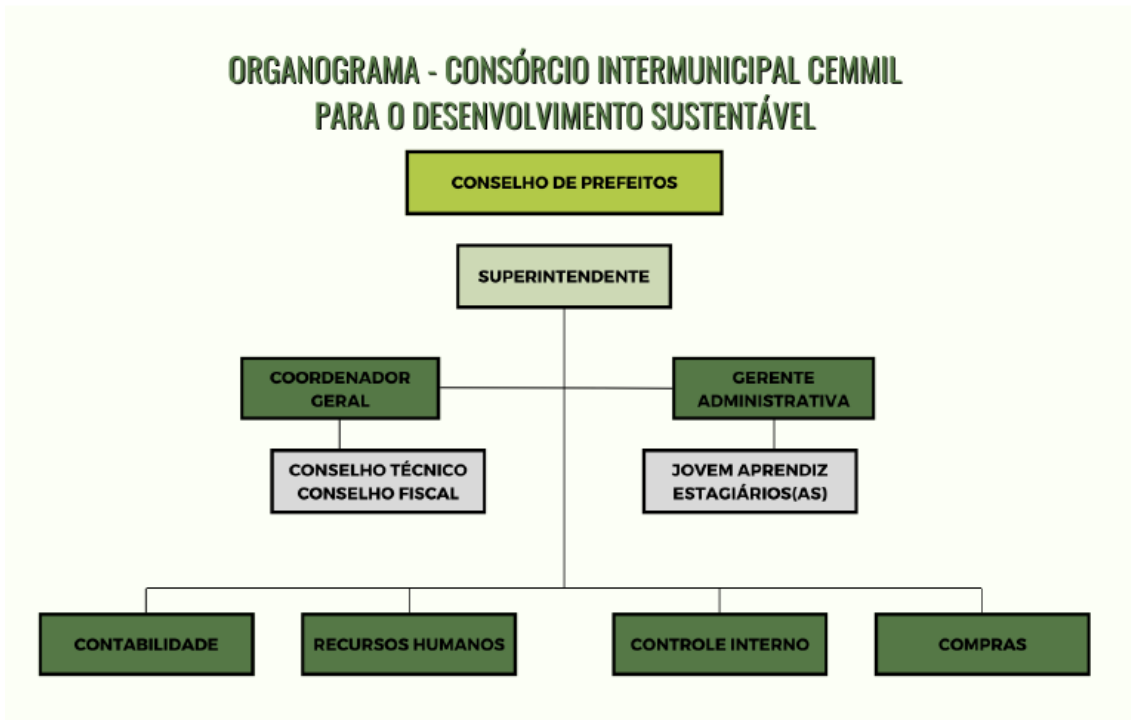 ORGANOGRAMA - CONSÓRCIO INTERMUNICIPAL CEMMIL
PARA O DESENVOLVIMENTO SUSTENTÁVEL
CONSELHO DE PREFEITOS
SUPERINTENDENTE
COORDENADOR
GERAL
GERENTE
ADMINISTRATIVA
CONSELHO TÉCNICO
CONSELHO FISCAL
JOVEM APRENDIZ
ESTAGIÁRIOS(AS)
CONTABILIDADE
RECURSOS HUMANOS
CONTROLE INTERNO
COMPRAS